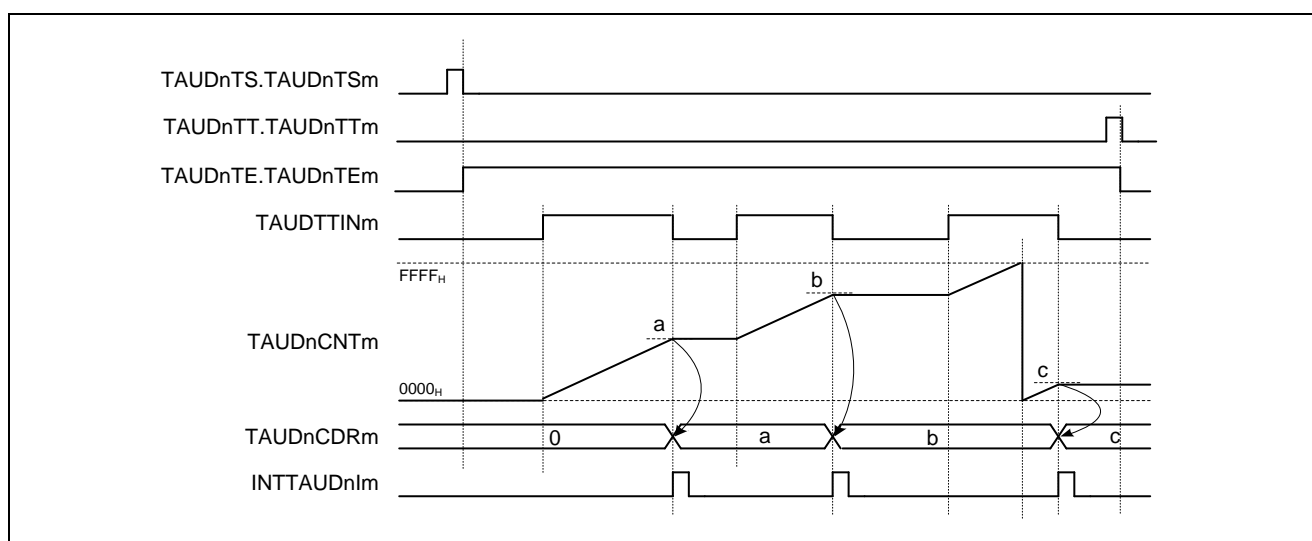 TAUDnTS.TAUDnTSm
TAUDnTT.TAUDnTTm
TAUDnTE.TAUDnTEm
TAUDTTINm
FFFFH
b
a
TAUDnCNTm
c
0000H
TAUDnCDRm
0
a
b
c
INTTAUDnIm